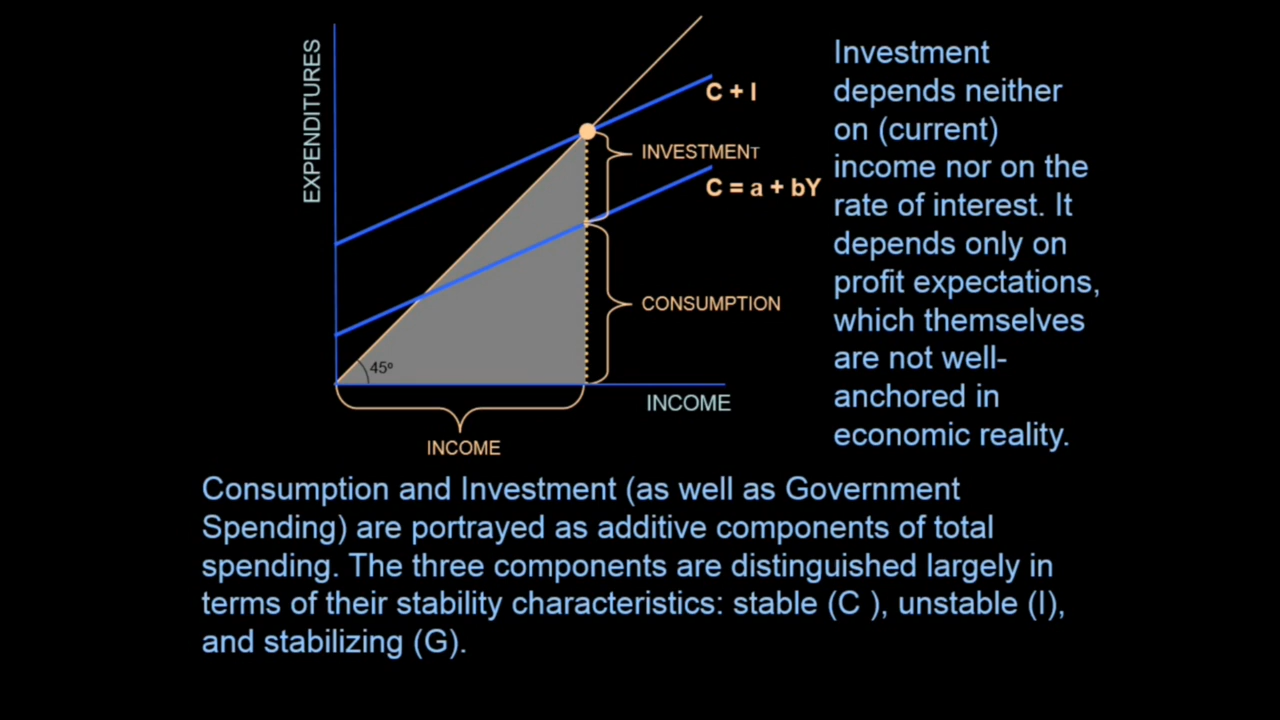 EXPENDITURES
C + I
INVESTMENT
C = a + bY
CONSUMPTION
45º
INCOME
INCOME
Investment
depends neither
on (current)
income nor on the
rate of interest. It
depends only on
profit expectations,
which themselves
are not well-
anchored in
economic reality.
Consumption and Investment (as well as Government
Spending) are portrayed as additive components of total
spending. The three components are distinguished largely in
terms of their stability characteristics: stable (C ), unstable (I),
and stabilizing (G).